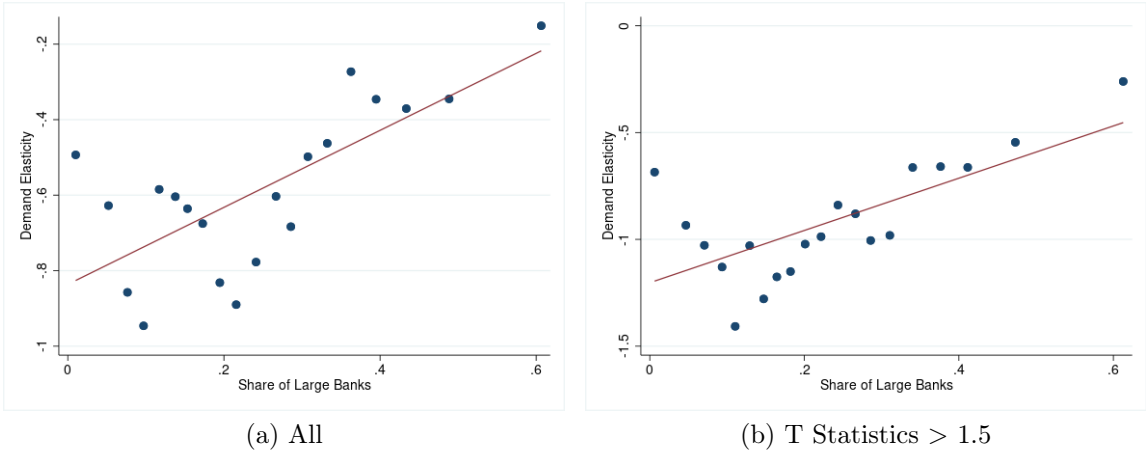 Demand Elasticity
-.2
-.4
-.6
-.8
-1
0 .2 .4 .6
Share of Large Banks
(a) All
Demand Elasticity
0
-.5
-1
-1.5
0 .2 .4 .6
Share of Large Banks
(b) T Statistics > 1.5